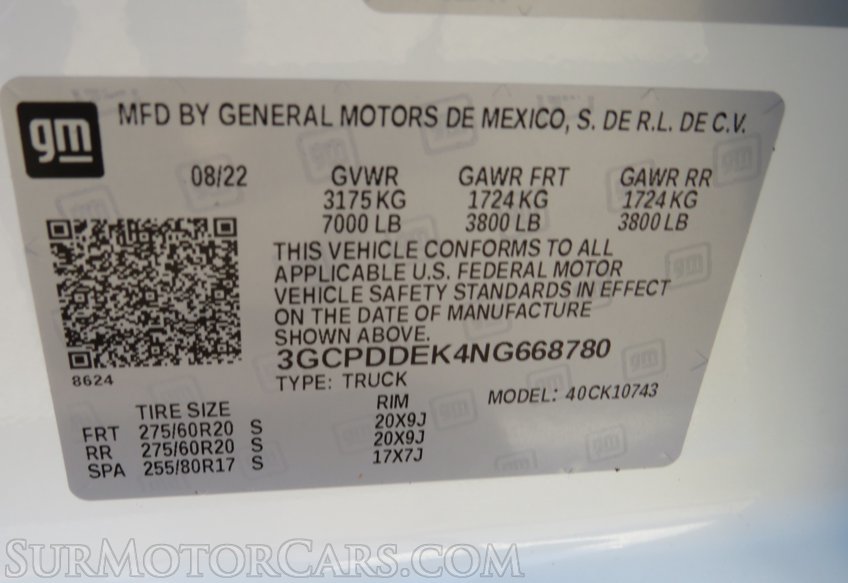 gm
MFD BY GENERAL MOTORS DE MEXICO, S. DE R.L. DE C.V.
08/22 GVWR GAWR FRT GAWR RR
3175 KG 1724 KG 1724 KG
7000 LB 3800 LB 3800 LB
THIS VEHICLE CONFORMS TO ALL
APPLICABLE U.S. FEDERAL MOTOR
VEHICLE SAFETY STANDARDS IN EFFECT
ON THE DATE OF MANUFACTURE
SHOWN ABOVE.
3GCPDDEK4NG668780
8624
TYPE: TRUCK
MODEL: 40CK10743
TIRE SIZE RIM
FRT 275/60R20 S 20X9J
RR 275/60R20 S 20X9J
SPA 255/80R17 S 17X7J
SurMotorCars.com